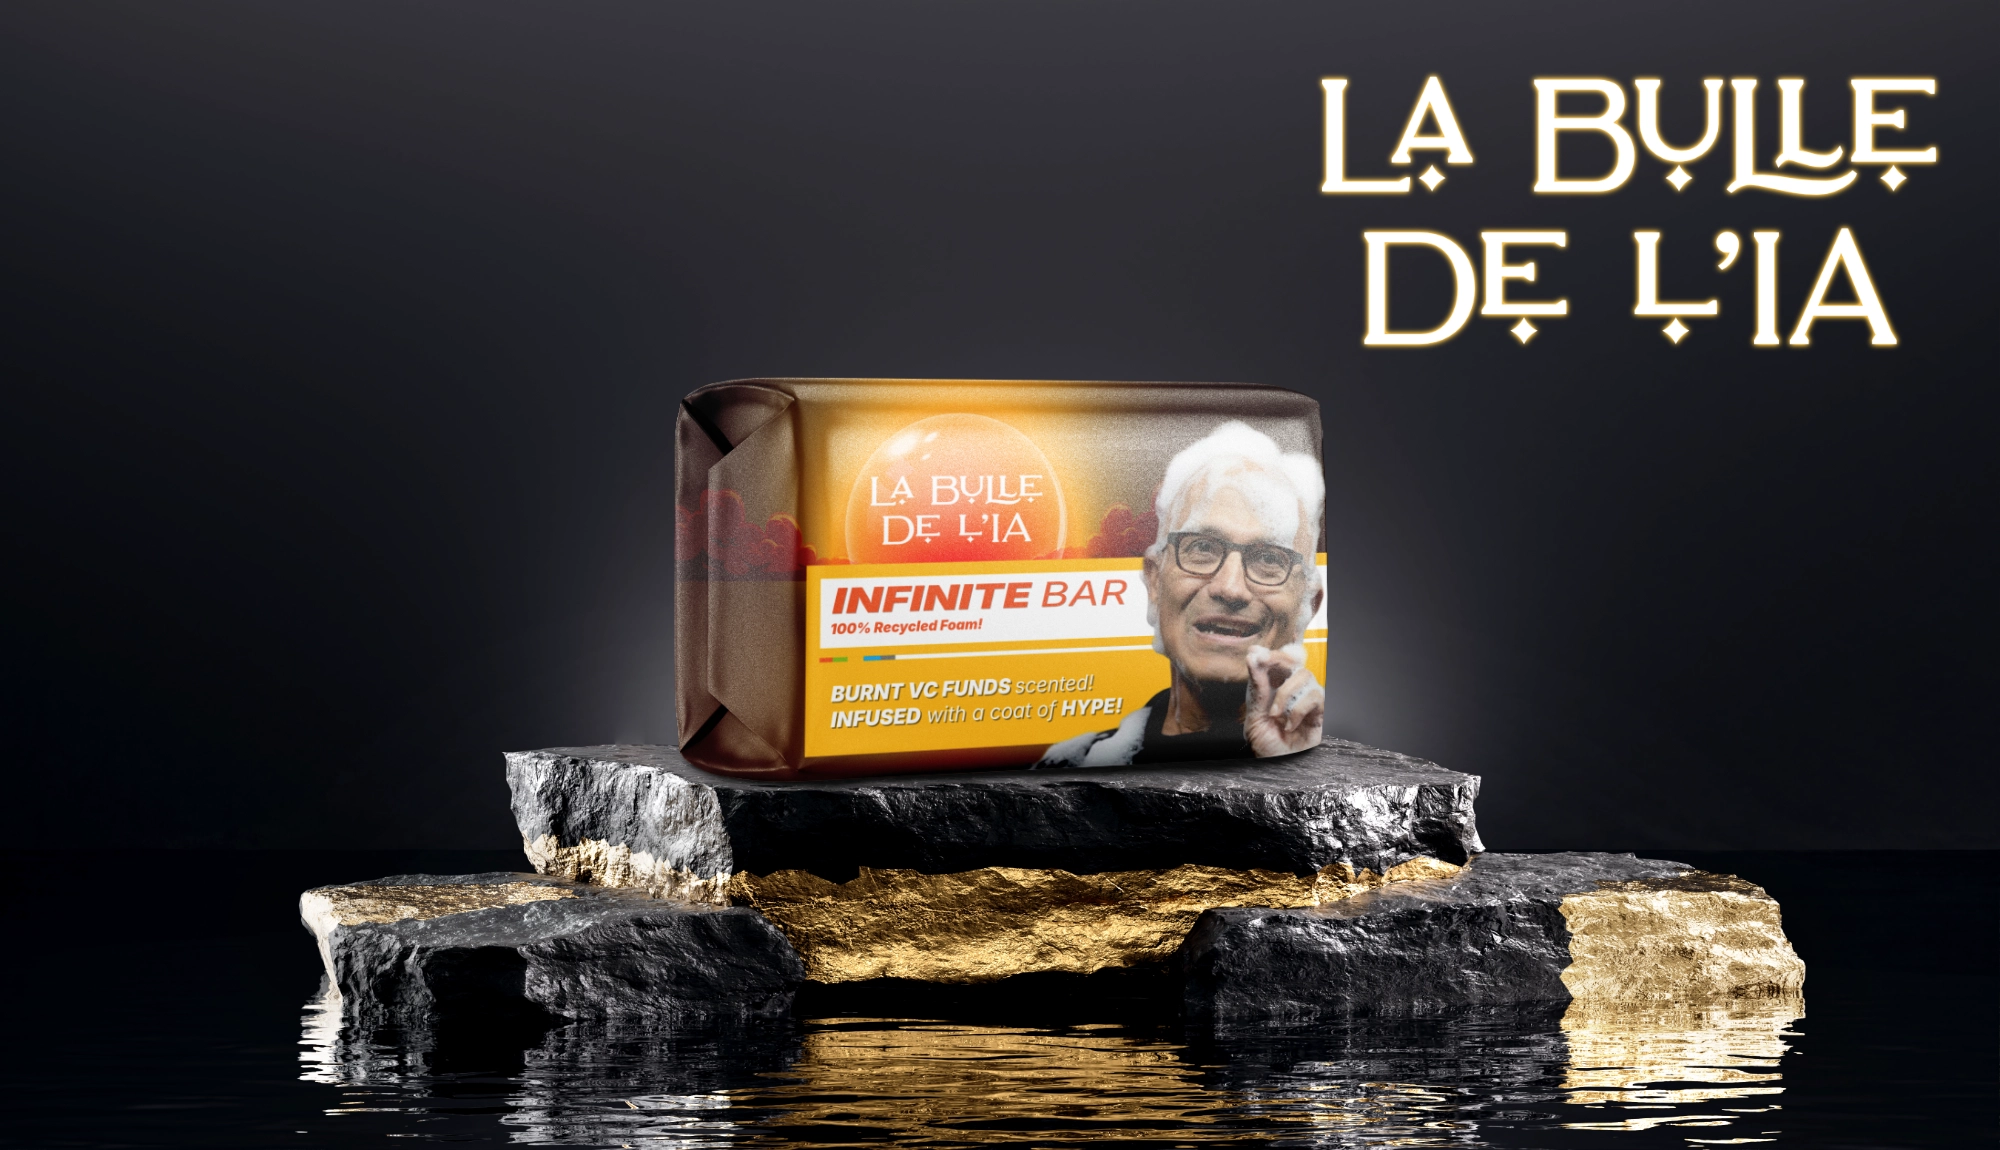 LA BULLE
DE L'IA
LA BULLE
DE L'IA
INFINITE BAR
100% Recycled Foam!
BURNT VC FUNDS scented!
INFUSED with a coat of HYPE!